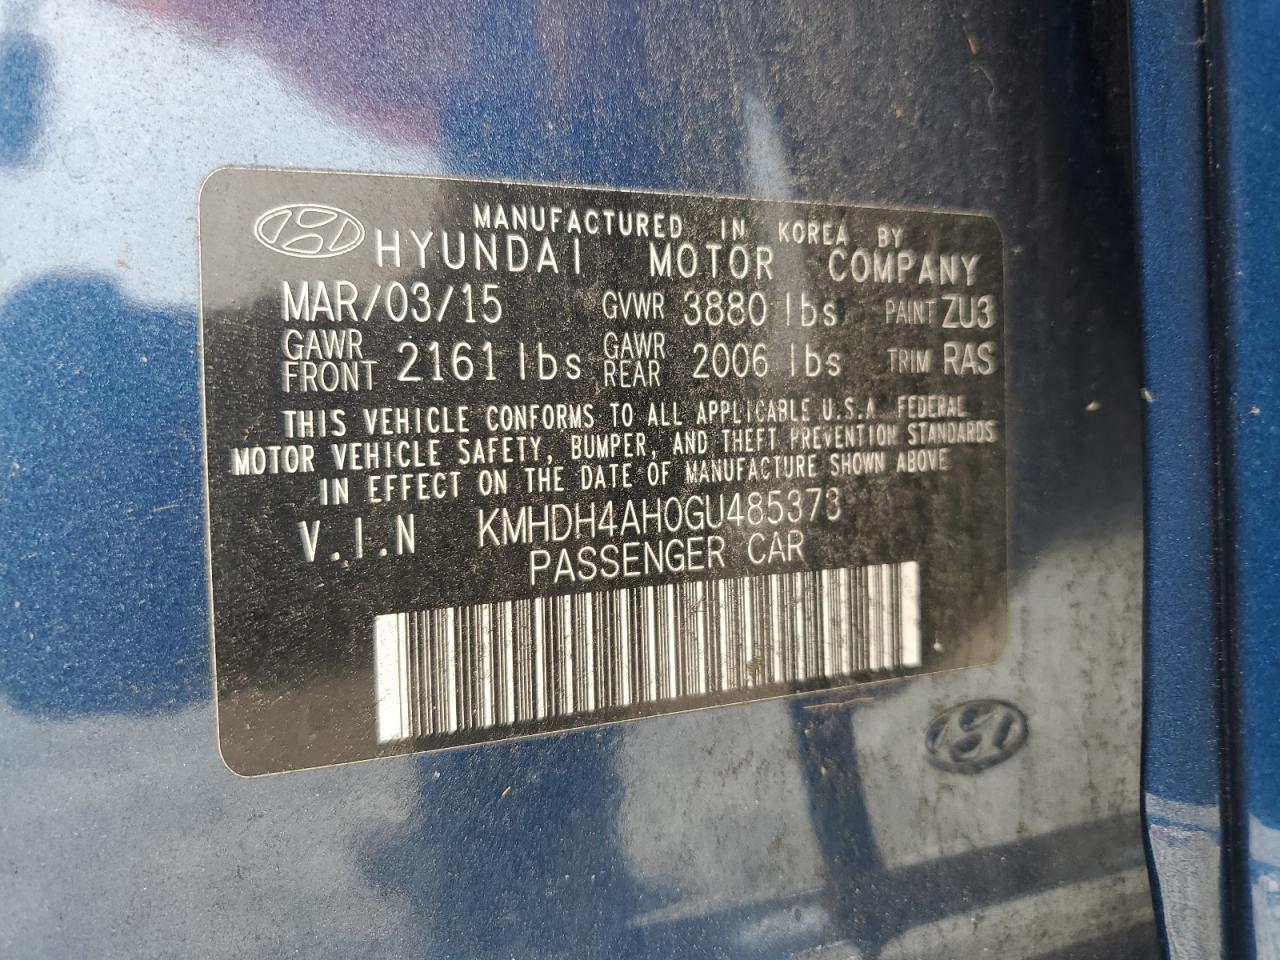 MANUFACTURED IN KOREA BY
HYUNDAI MOTOR COMPANY
MAR/03/15 GVWR 3880 lbs PAINT ZU3
GAWR FRONT 2161 lbs GAWR REAR 2006 lbs TRIM RAS
THIS VEHICLE CONFORMS TO ALL APPLICABLE U.S.A. FEDERAL
MOTOR VEHICLE SAFETY, BUMPER, AND THEFT PREVENTION STANDARDS
IN EFFECT ON THE DATE OF MANUFACTURE SHOWN ABOVE
V.I.N KMHDH4AH0GU485373
PASSENGER CAR